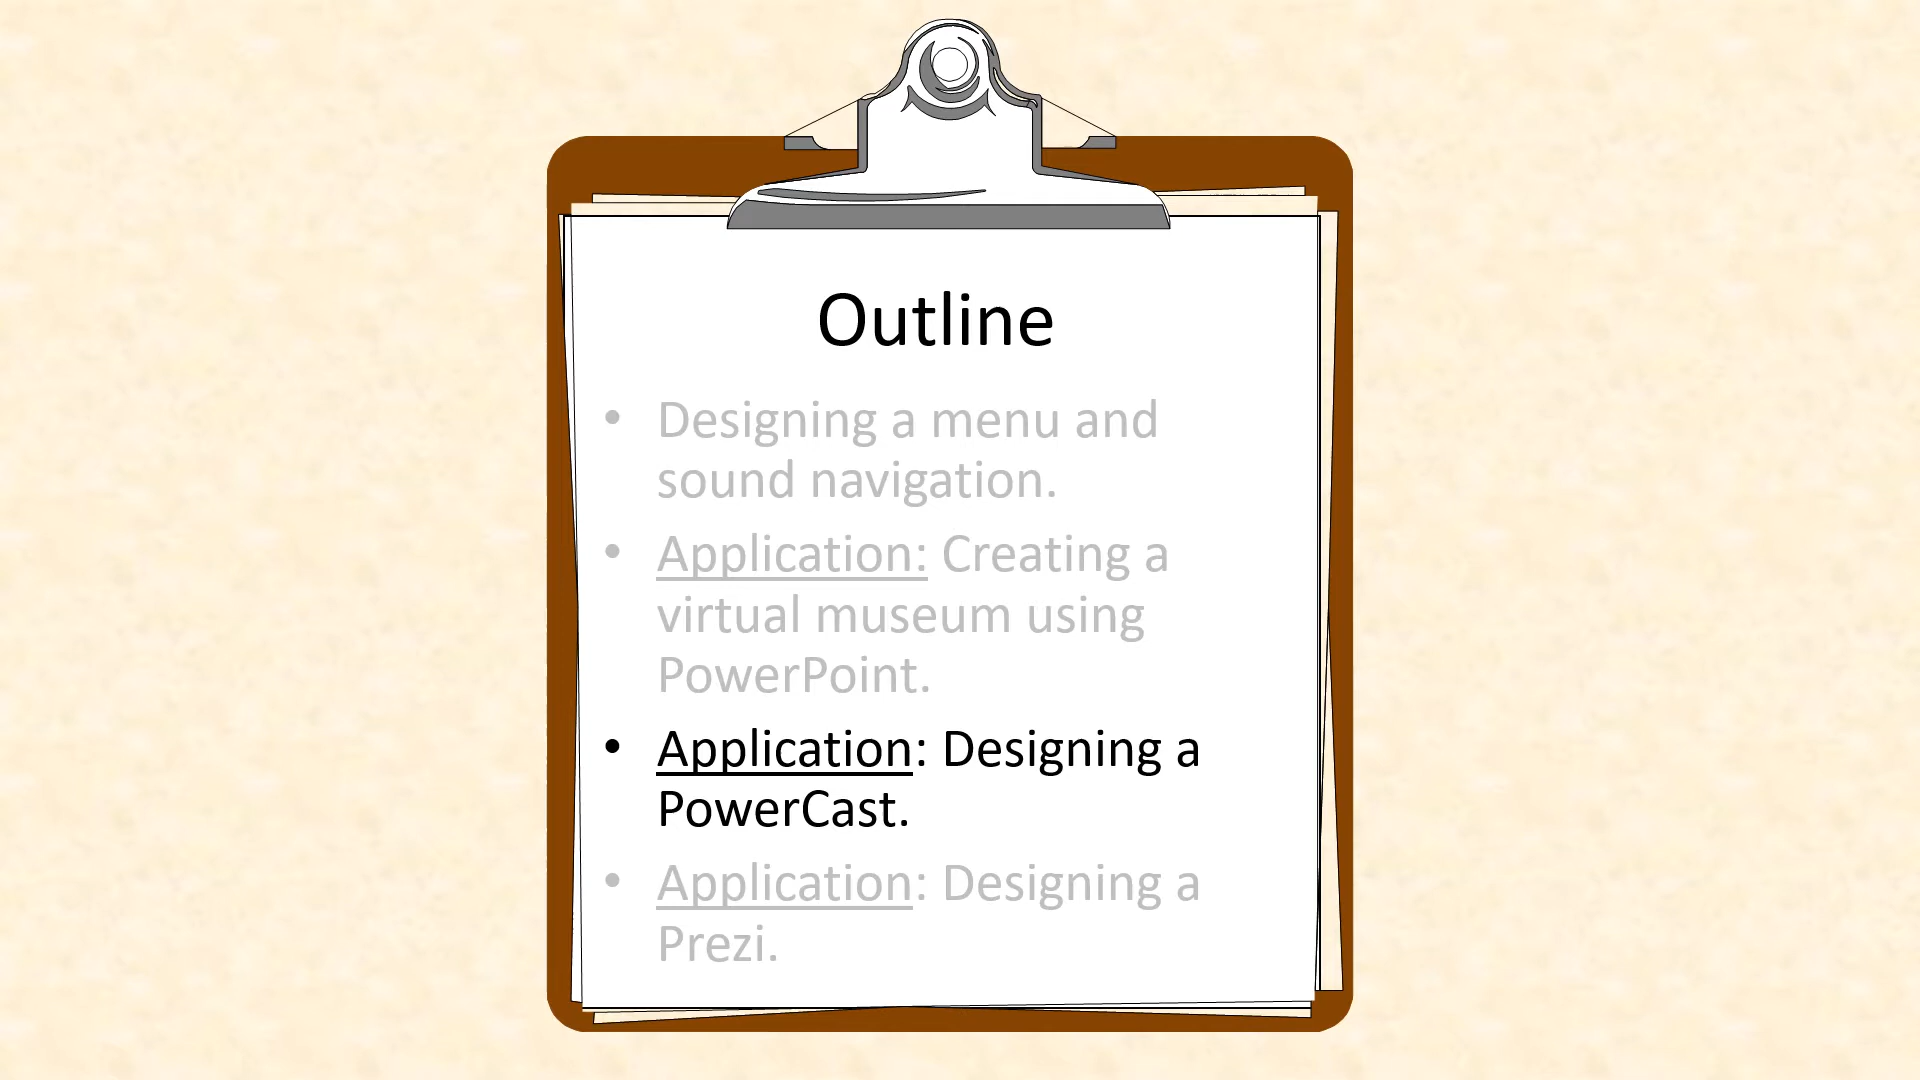 Outline
• Designing a menu and
sound navigation.
• Application: Creating a
virtual museum using
PowerPoint.
• Application: Designing a
PowerCast.
• Application: Designing a
Prezi.